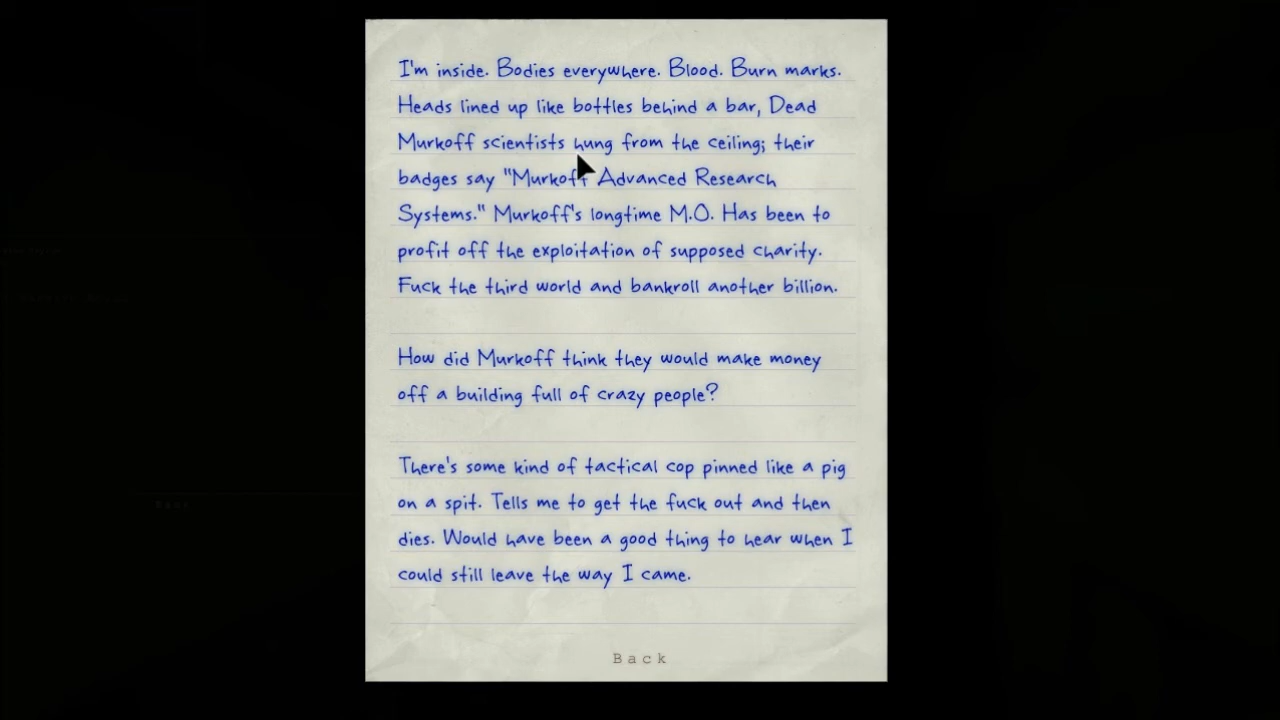 I'm inside. Bodies everywhere. Blood. Burn marks.
Heads lined up like bottles behind a bar, Dead
Murkoff scientists hung from the ceiling; their
badges say "Murkoff Advanced Research
Systems." Murkoff's longtime M.O. Has been to
profit off the exploitation of supposed charity.
Fuck the third world and bankroll another billion.
How did Murkoff think they would make money
off a building full of crazy people?
There's some kind of tactical cop pinned like a pig
on a spit. Tells me to get the fuck out and then
dies. Would have been a good thing to hear when I
could still leave the way I came.
Back
Back